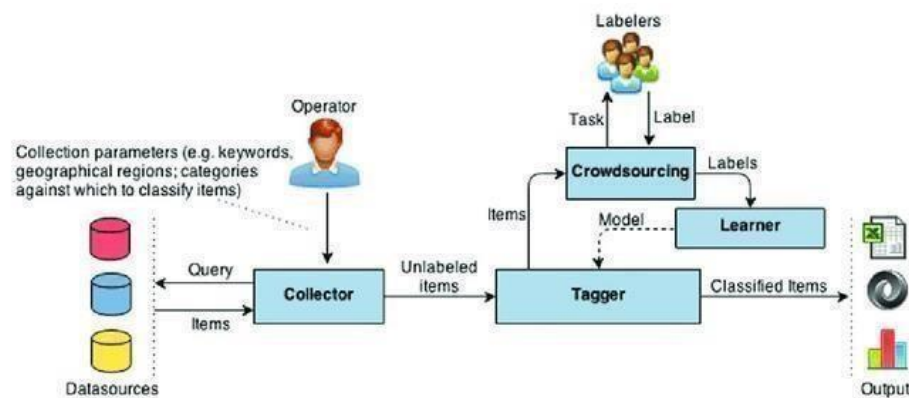 Labelers
Operator
Task
Label
Collection parameters (e.g. keywords,
geographical regions; categories
against which to classify items)
Crowdsourcing
Labels
Items
Model
Learner
Query
Collector
Unlabeled
items
Tagger
Classified Items
Items
Datasources
Output